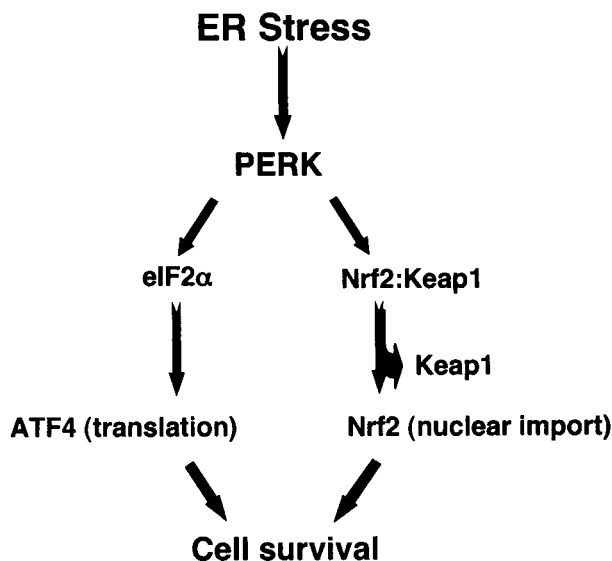 ER Stress
PERK
eIF2α
Nrf2:Keap1
Keap1
ATF4 (translation)
Nrf2 (nuclear import)
Cell survival